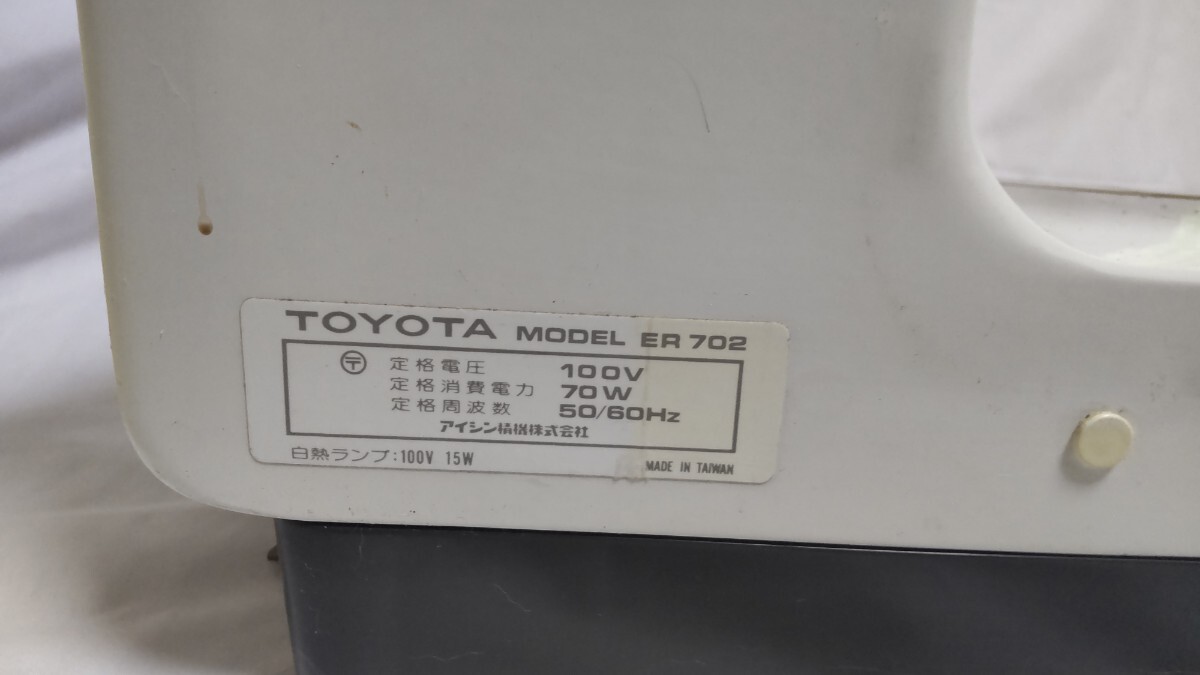 TOYOTA MODEL ER 702
〒 定格電圧 100V
定格消費電力 70W
定格周波数 50/60Hz
アイシン精機株式会社
白熱ランプ:100V 15W
MADE IN TAIWAN